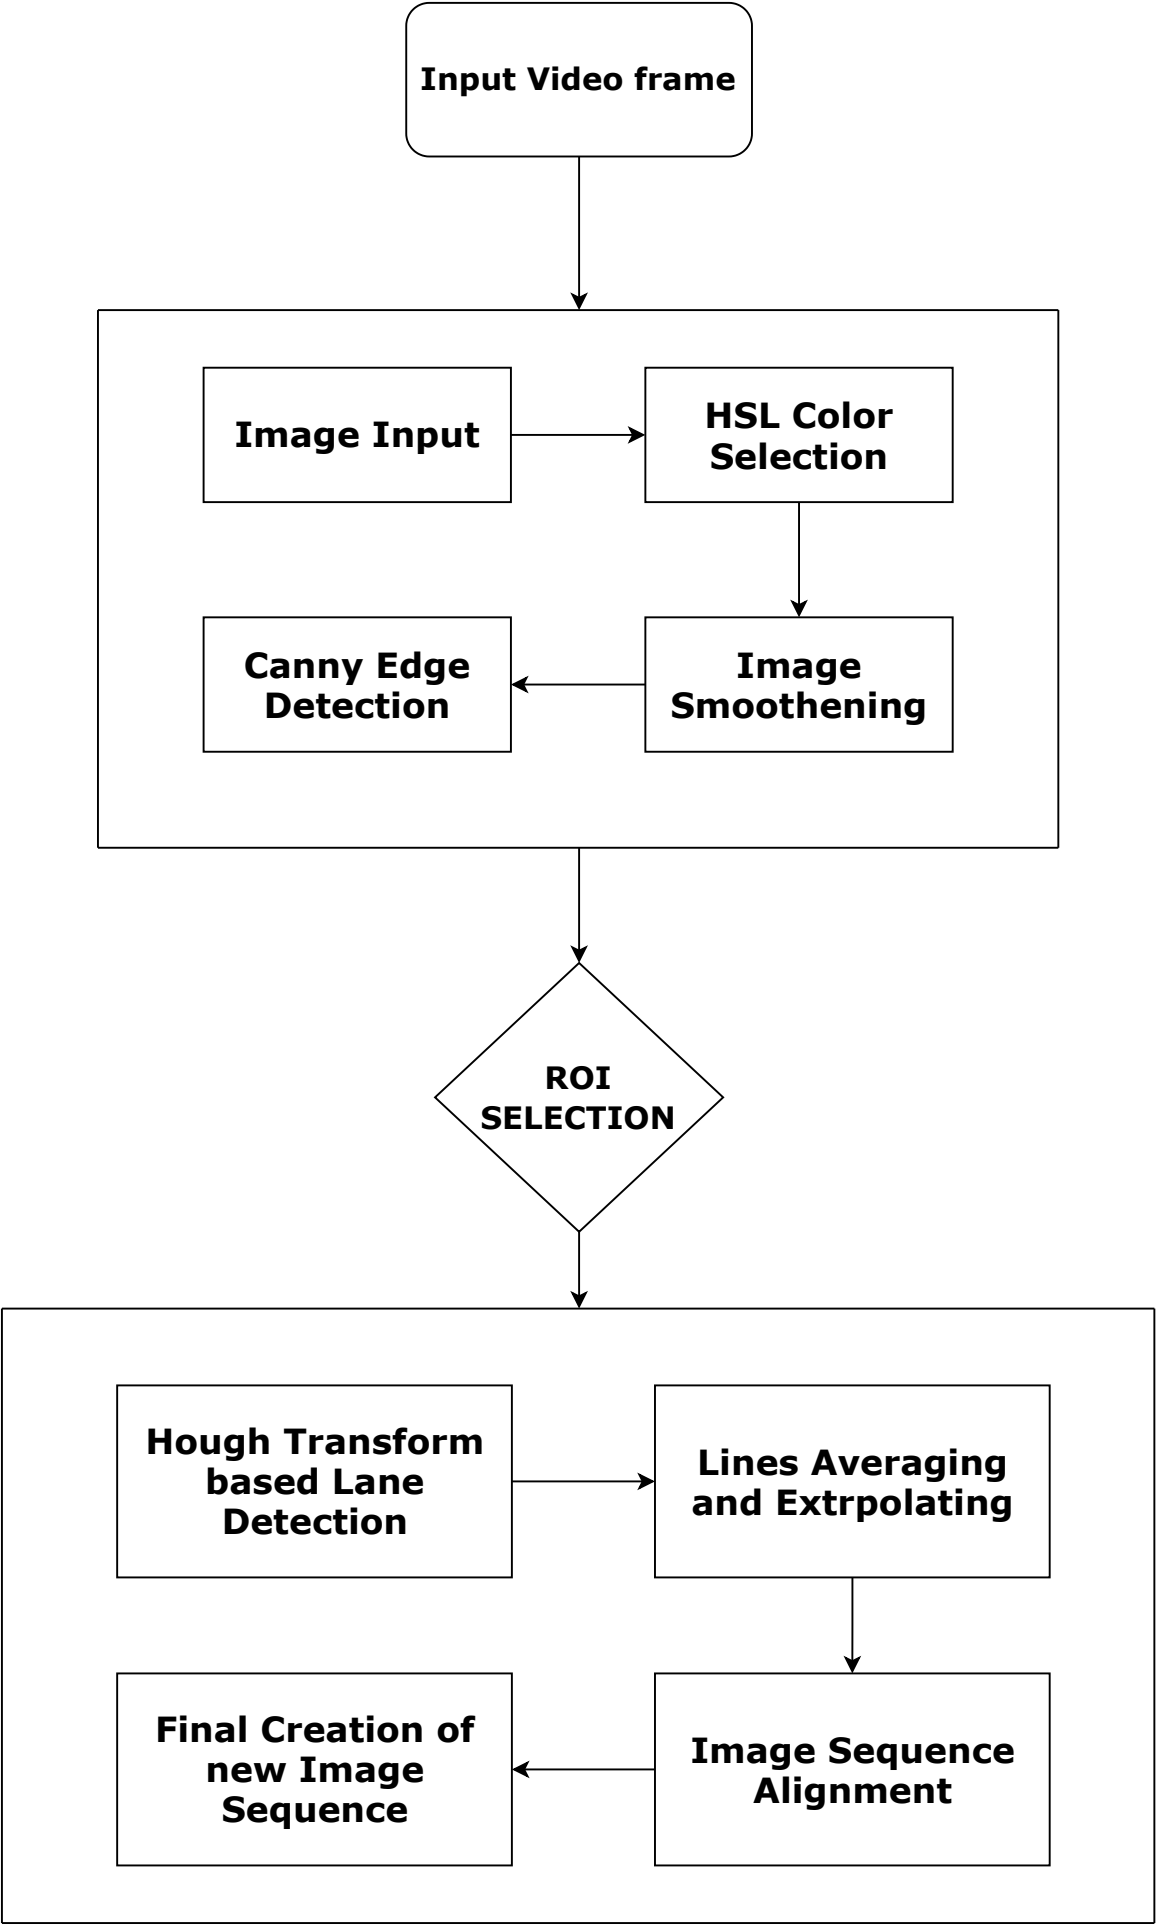 Input Video frame
Image Input
HSL Color
Selection
Canny Edge
Detection
Image
Smoothening
ROI
SELECTION
Hough Transform
based Lane
Detection
Lines Averaging
and Extrpolating
Final Creation of
new Image
Sequence
Image Sequence
Alignment